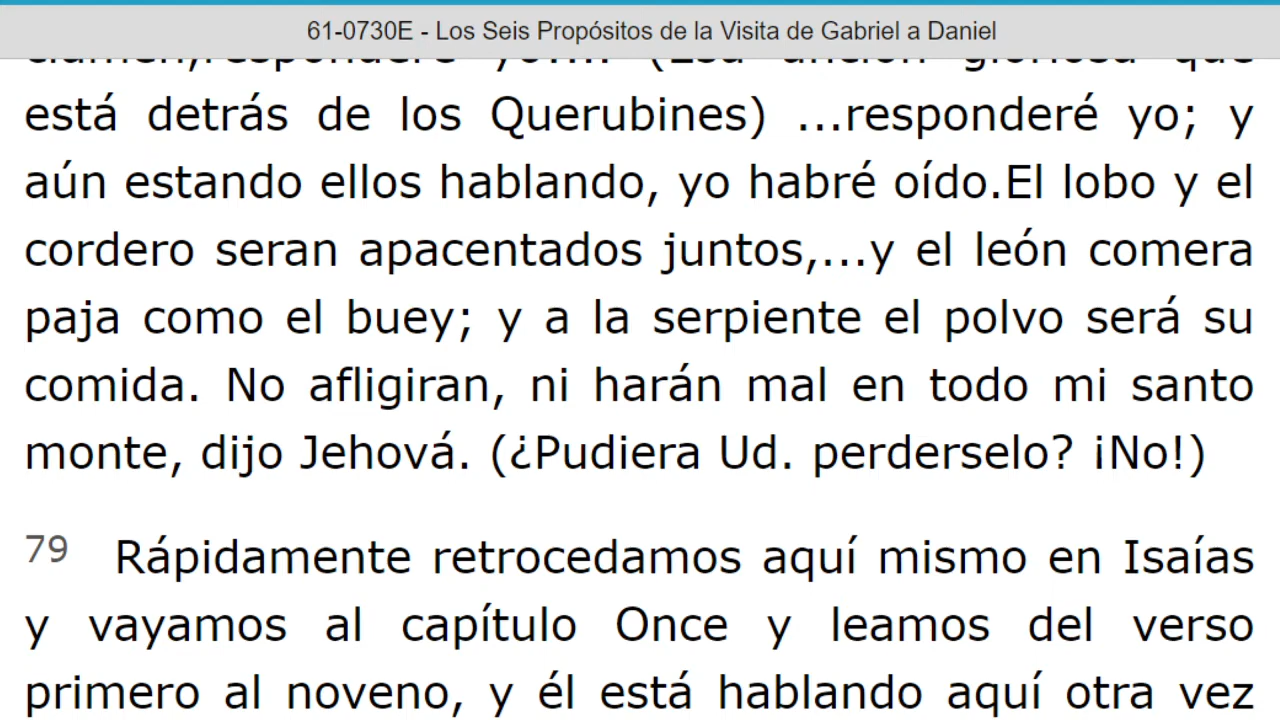 61-0730E - Los Seis Propósitos de la Visita de Gabriel a Daniel
está detrás de los Querubines) ...responderé yo; y
aún estando ellos hablando, yo habré oído.El lobo y el
cordero seran apacentados juntos,...y el león comera
paja como el buey; y a la serpiente el polvo será su
comida. No afligiran, ni harán mal en todo mi santo
monte, dijo Jehová. (¿Pudiera Ud. perderselo? ¡No!)
79 Rápidamente retrocedamos aquí mismo en Isaías
y vayamos al capítulo Once y leamos del verso
primero al noveno, y él está hablando aquí otra vez